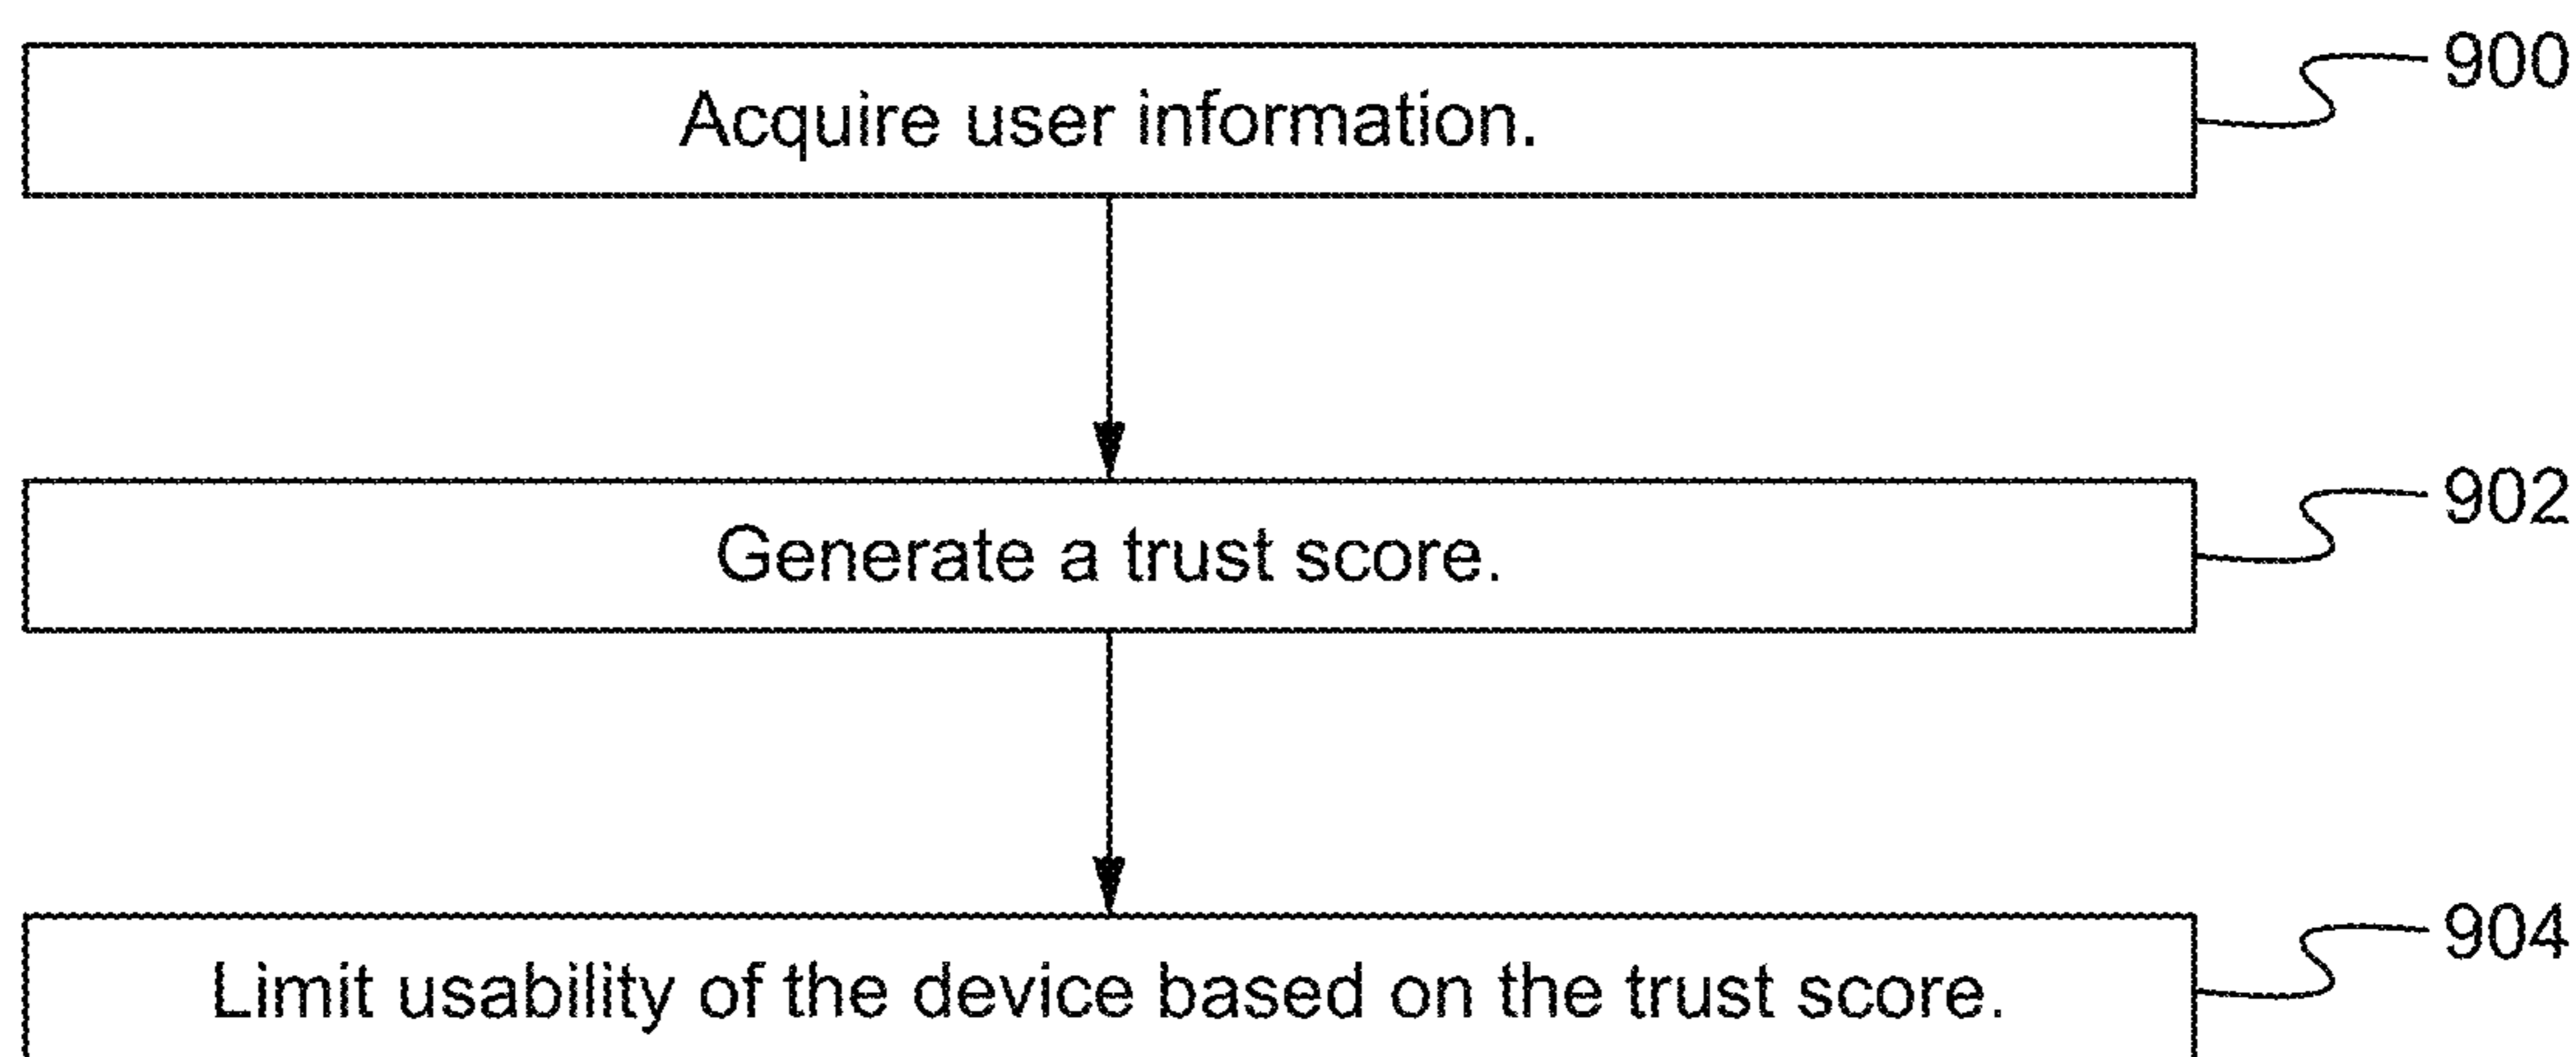 Acquire user information.
900
Generate a trust score.
902
Limit usability of the device based on the trust score.
904